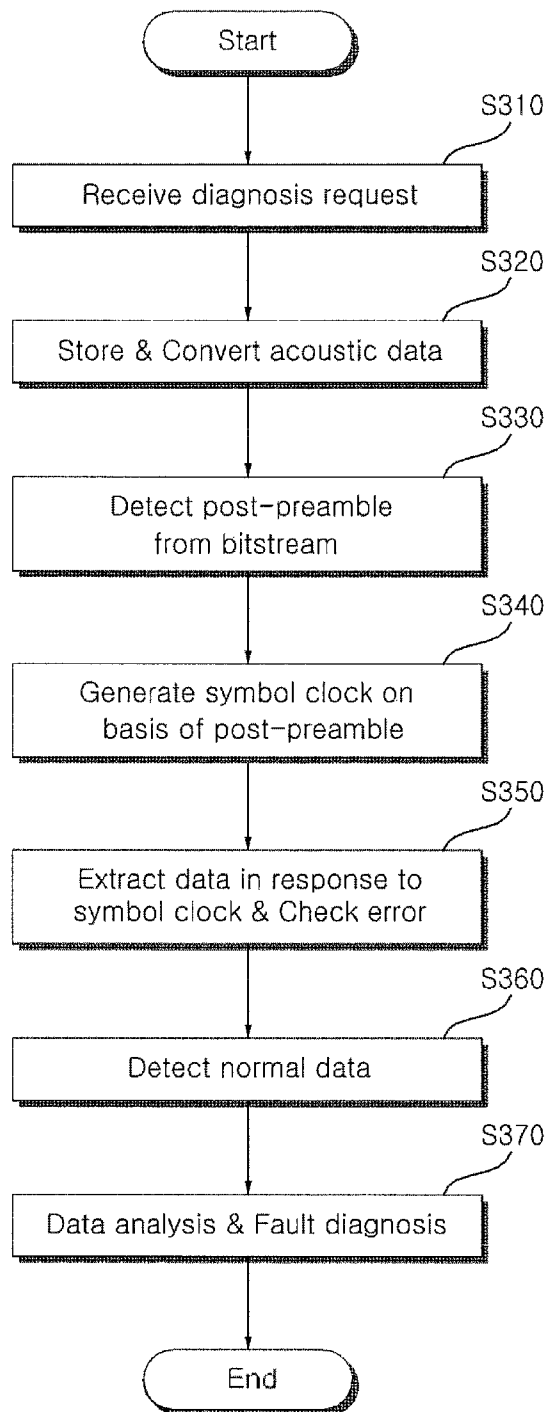 Start
S310
Receive diagnosis request
S320
Store & Convert acoustic data
S330
Detect post-preamble
from bitstream
S340
Generate symbol clock on
basis of post-preamble
S350
Extract data in response to
symbol clock & Check error
S360
Detect normal data
S370
Data analysis & Fault diagnosis
End